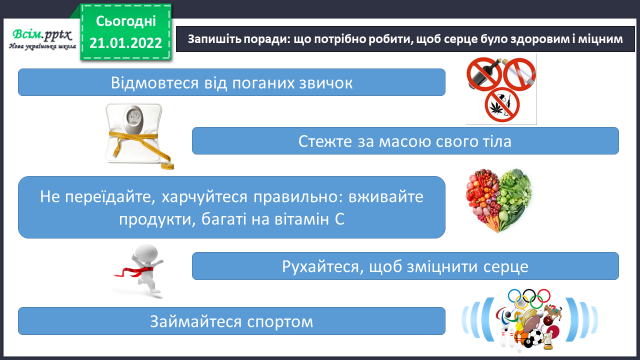 Всім.pptx
Нова українська школа
Сьогодні
21.01.2022
Запишіть поради: що потрібно робити, щоб серце було здоровим і міцним
Відмовтеся від поганих звичок
Стежте за масою свого тіла
Не переїдайте, харчуйтеся правильно: вживайте
продукти, багаті на вітамін С
Рухайтеся, щоб зміцнити серце
Займайтеся спортом